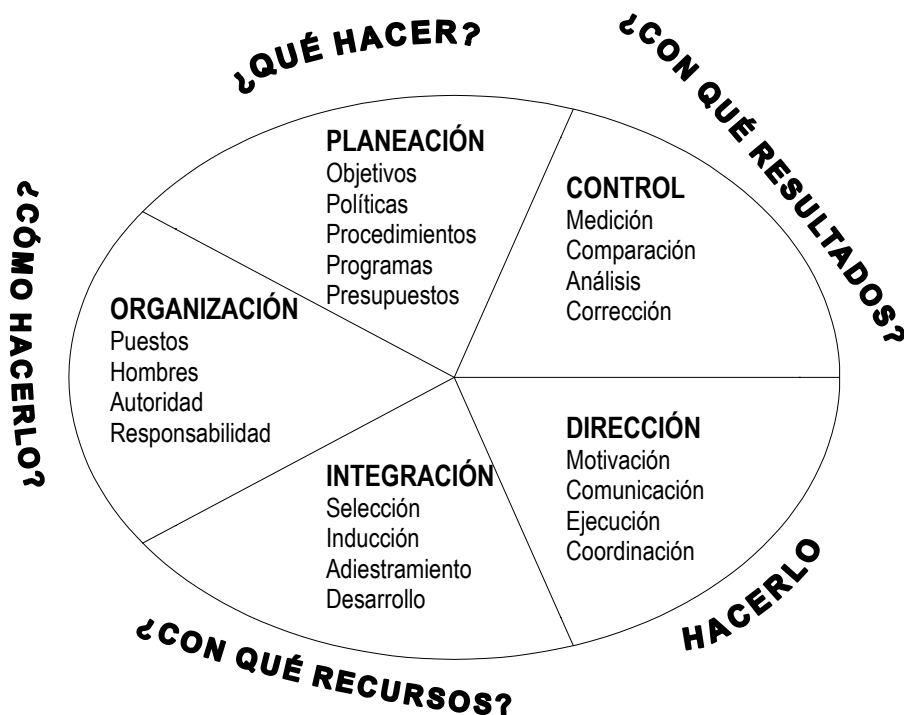 ¿QUÉ HACER?
PLANEACIÓN
Objetivos
Políticas
Procedimientos
Programas
Presupuestos
¿CON QUÉ RESULTADOS?
CONTROL
Medición
Comparación
Análisis
Corrección
¿CÓMO HACERLO?
ORGANIZACIÓN
Puestos
Hombres
Autoridad
Responsabilidad
¿CON QUÉ RECURSOS?
INTEGRACIÓN
Selección
Inducción
Adiestramiento
Desarrollo
HACERLO
DIRECCIÓN
Motivación
Comunicación
Ejecución
Coordinación